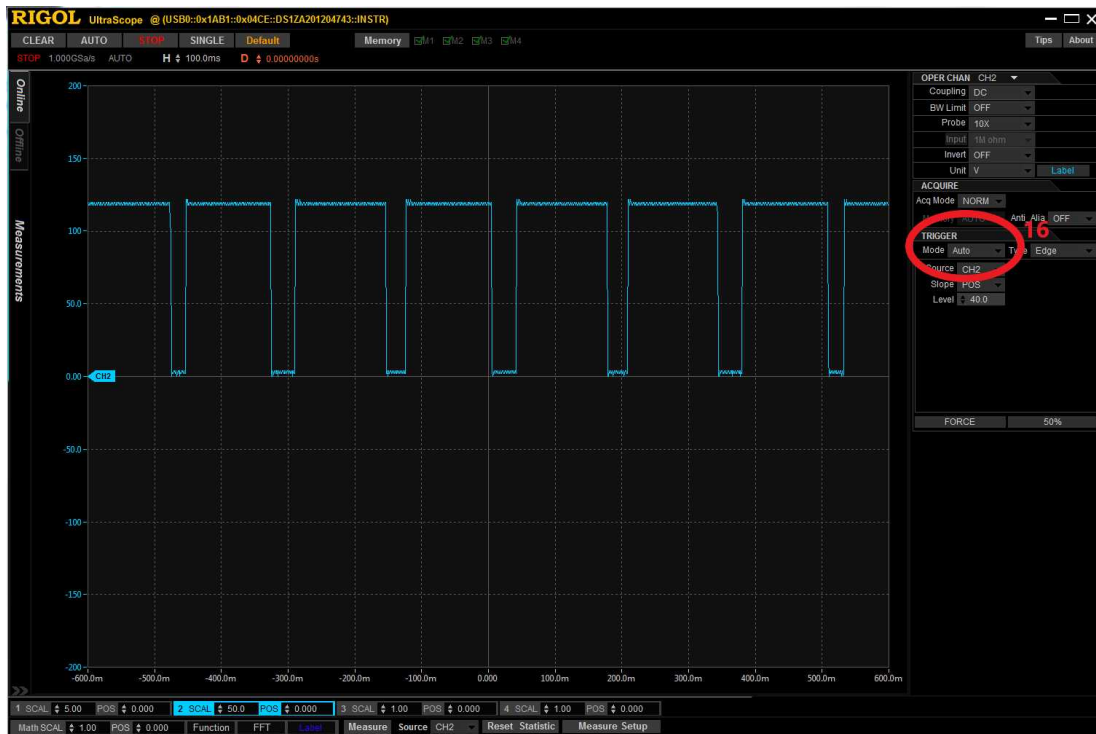 RIGOL UltraScope @ (USB0::0x1AB1::0x04CE::DS1ZA201204743::INSTR)
CLEAR AUTO STOP SINGLE Default Memory M1 M2 M3 M4 Tips About
STOP 1.000GSa/s AUTO H 100.0ms D 0.00000000s
Online
Offline
Measurements
200
150
100
50.0
0.00
CH2
-50.0
-100
-150
-200
-600.0m -500.0m -400.0m -300.0m -200.0m -100.0m 0.000 100.0m 200.0m 300.0m 400.0m 500.0m 600.0m
OPER CHAN CH2
Coupling DC
BW Limit OFF
Probe 10X
Input 1M ohm
Invert OFF
Unit V Label
ACQUIRE
Acq Mode NORM
AUTO Anti_Alia OFF
16
TRIGGER
Mode Auto Type Edge
Source CH2
Slope POS
Level 40.0
FORCE 50%
1 SCAL 5.00 POS 0.000 2 SCAL 50.0 POS 0.000 3 SCAL 1.00 POS 0.000 4 SCAL 1.00 POS 0.000
Math SCAL 1.00 POS 0.000 Function FFT Label Measure Source CH2 Reset Statistic Measure Setup